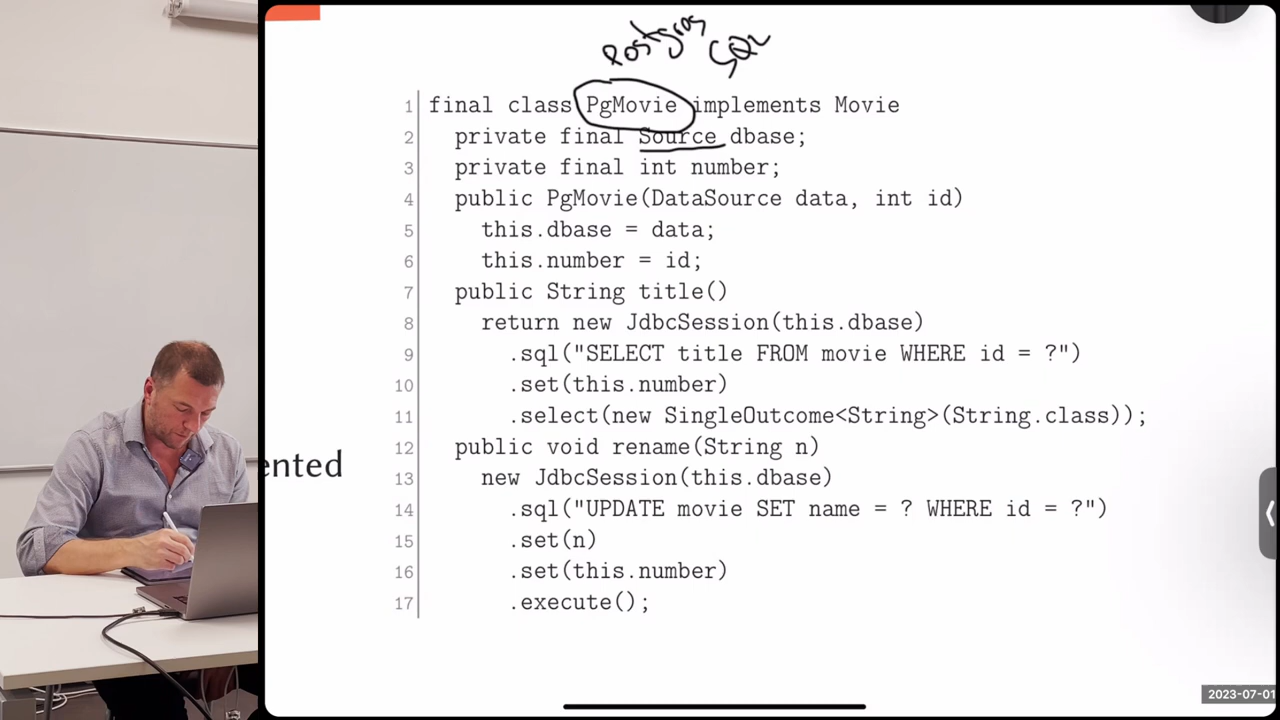 Postgres SQL
1 final class PgMovie implements Movie
2 private final Source dbase;
3 private final int number;
4 public PgMovie(DataSource data, int id)
5 this.dbase = data;
6 this.number = id;
7 public String title()
8 return new JdbcSession(this.dbase)
9 .sql("SELECT title FROM movie WHERE id = ?")
10 .set(this.number)
11 .select(new SingleOutcome<String>(String.class));
12 public void rename(String n)
ented
13 new JdbcSession(this.dbase)
14 .sql("UPDATE movie SET name = ? WHERE id = ?")
15 .set(n)
16 .set(this.number)
17 .execute();
2023-07-01